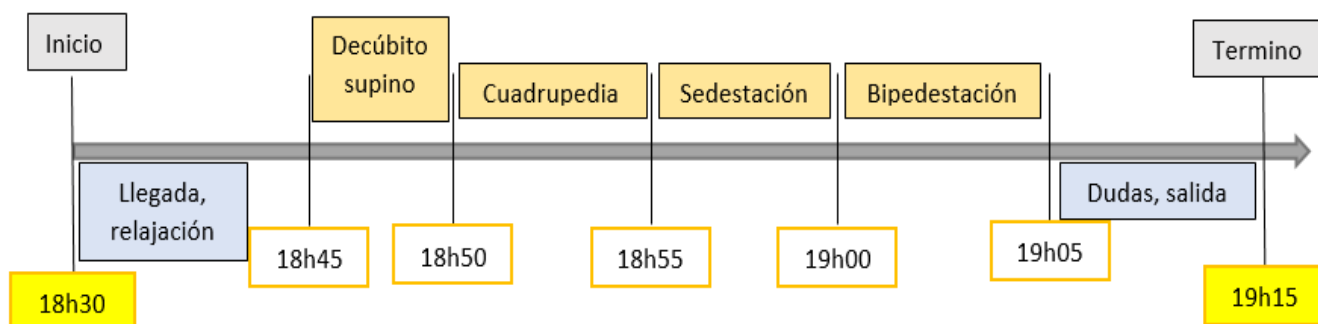 Inicio
Decúbito
supino
Cuadrupedia
Sedestación
Bipedestación
Termino
Llegada,
relajación
Dudas, salida
18h30
18h45
18h50
18h55
19h00
19h05
19h15